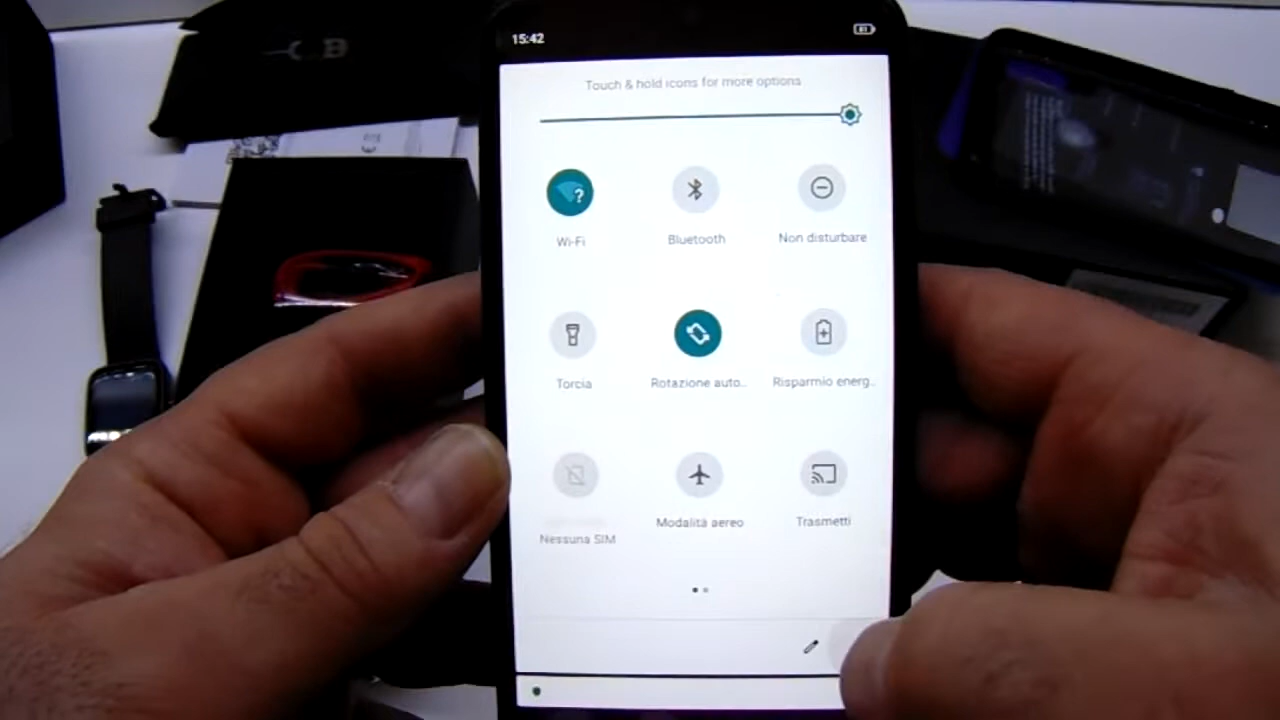 15:42
81
Touch & hold icons for more options
Wi-Fi
Bluetooth
Non disturbare
Torcia
Rotazione auto..
Risparmio energ..
Nessuna SIM
Modalità aereo
Trasmetti